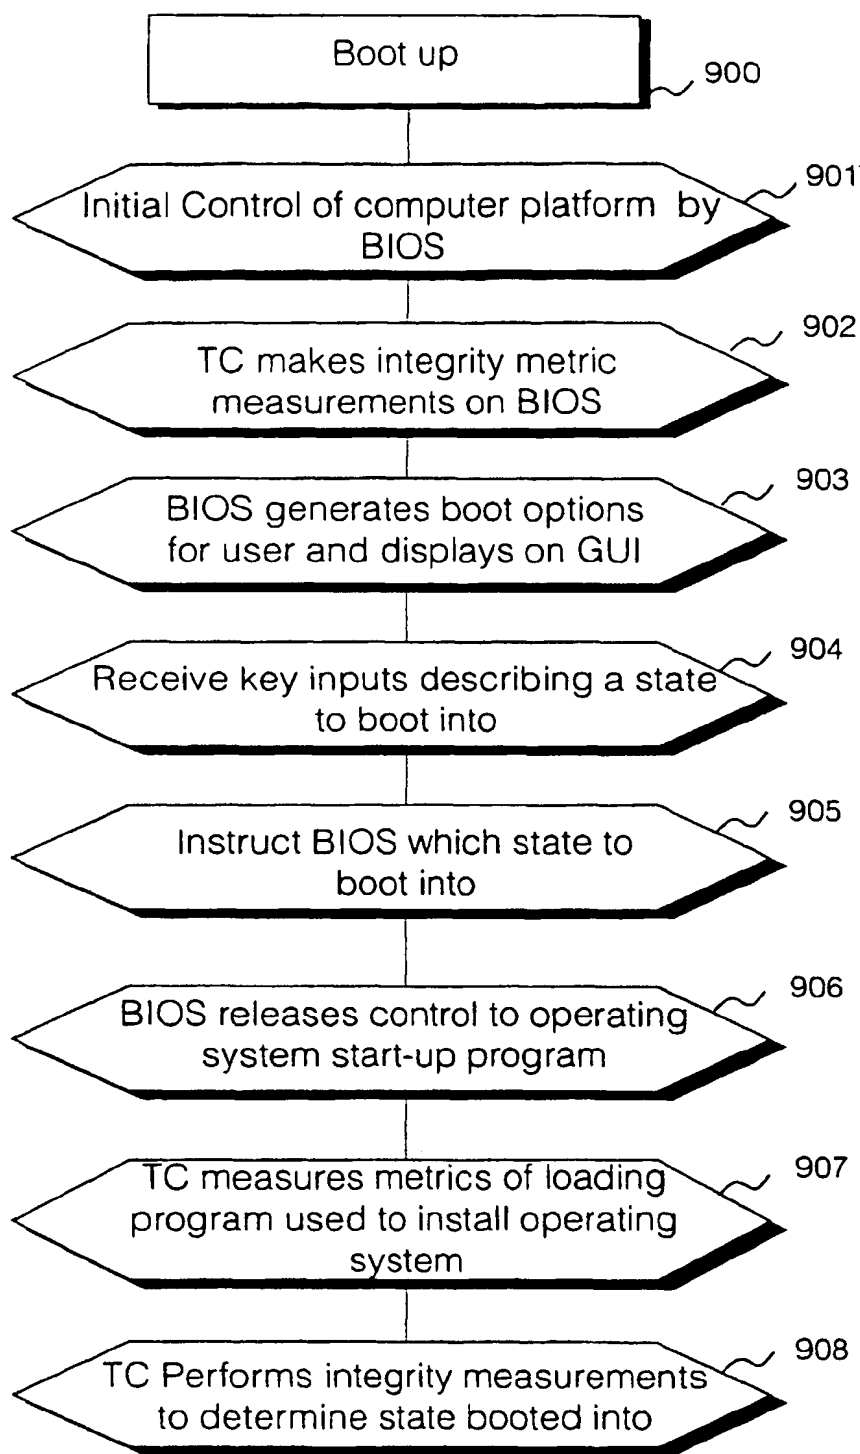 Boot up
900
Initial Control of computer platform by
BIOS
901
TC makes integrity metric
measurements on BIOS
902
BIOS generates boot options
for user and displays on GUI
903
Receive key inputs describing a state
to boot into
904
Instruct BIOS which state to
boot into
905
BIOS releases control to operating
system start-up program
906
TC measures metrics of loading
program used to install operating
system
907
TC Performs integrity measurements
to determine state booted into
908